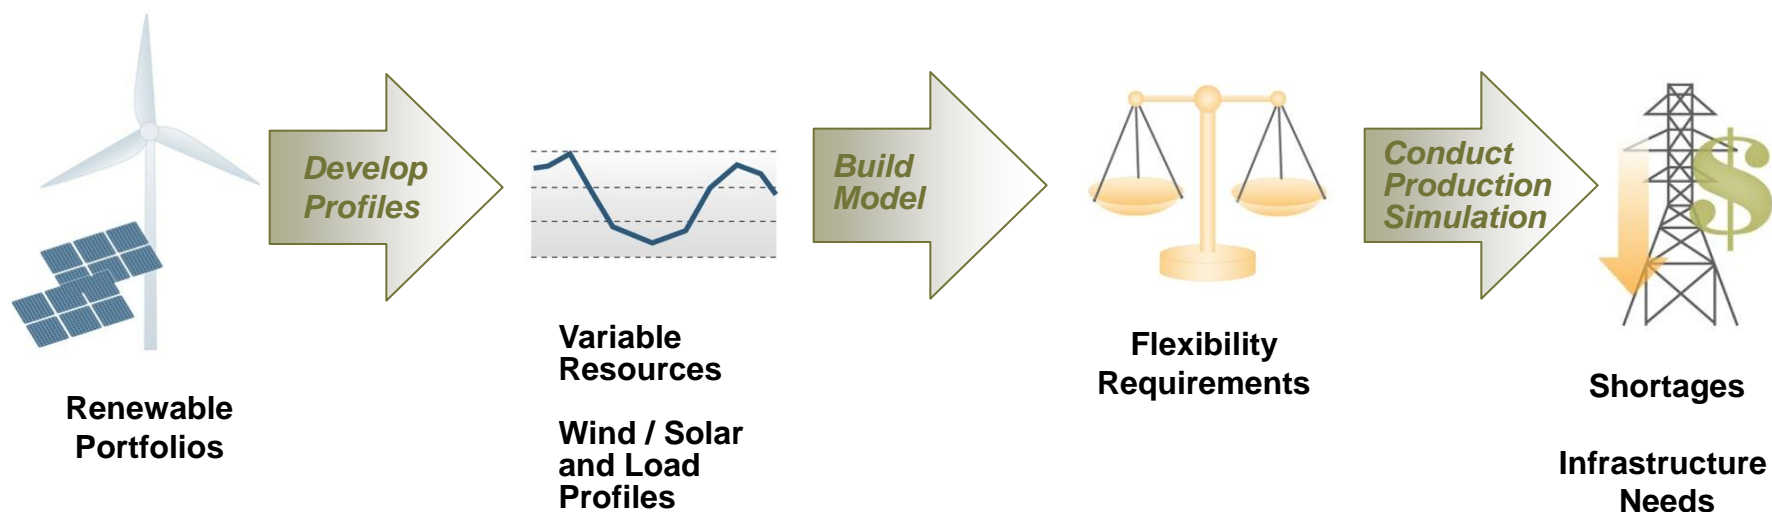 Renewable
Portfolios
Develop
Profiles
Variable
Resources
Wind / Solar
and Load
Profiles
Build
Model
Flexibility
Requirements
Conduct
Production
Simulation
$
Shortages
Infrastructure
Needs